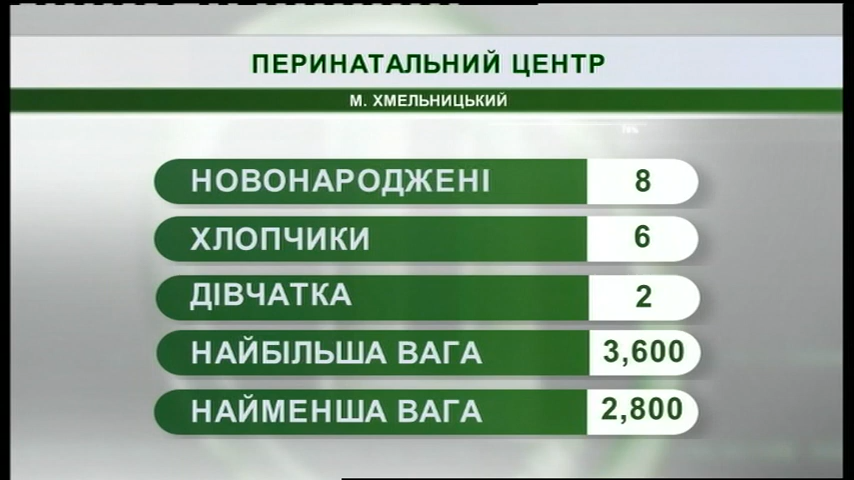 ПЕРИНАТАЛЬНИЙ ЦЕНТР
М. ХМЕЛЬНИЦЬКИЙ
НОВОНАРОДЖЕНІ 8
ХЛОПЧИКИ 6
ДІВЧАТКА 2
НАЙБІЛЬША ВАГА 3,600
НАЙМЕНША ВАГА 2,800